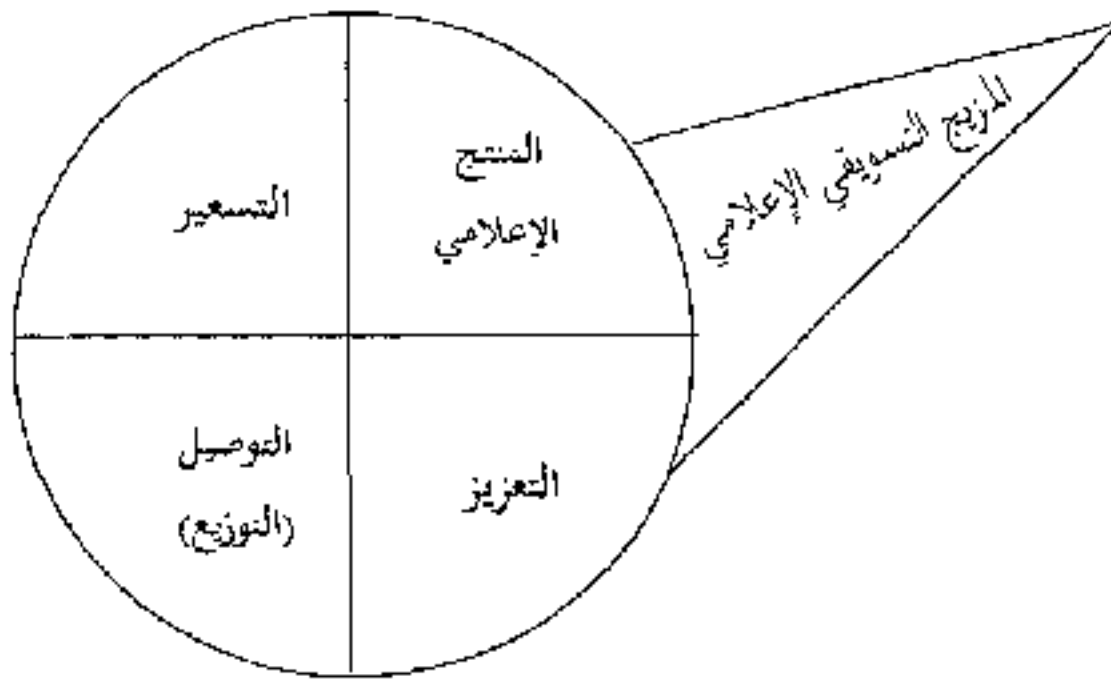 المزيج التسويقي الإعلامي
المنتج
الإعلامي
التسعير
التعزيز
التوصيل
(التوزيع)